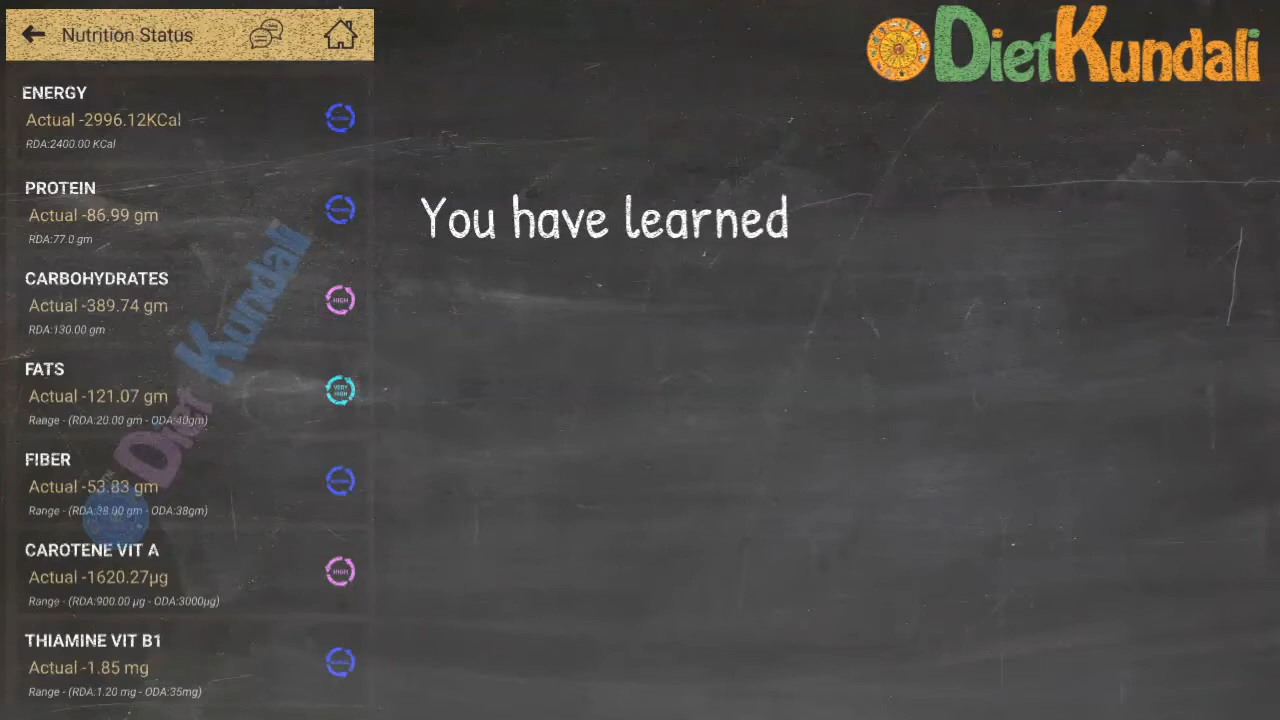 Nutrition Status
DietKundali
ENERGY
Actual -2996.12KCal
RDA:2400.00 KCal
PROTEIN
Actual -86.99 gm
RDA:77.0 gm
CARBOHYDRATES
Actual -389.74 gm
HIGH
RDA:130.00 gm
FATS
Actual -121.07 gm
VERY HIGH
Range - (RDA:20.00 gm - ODA:40gm)
FIBER
Actual -53.83 gm
Range - (RDA:38.00 gm - ODA:38gm)
CAROTENE VIT A
Actual -1620.27µg
HIGH
Range - (RDA:900.00 µg - ODA:3000µg)
THIAMINE VIT B1
Actual -1.85 mg
Range - (RDA:1.20 mg - ODA:35mg)
Diet Kundali
You have learned